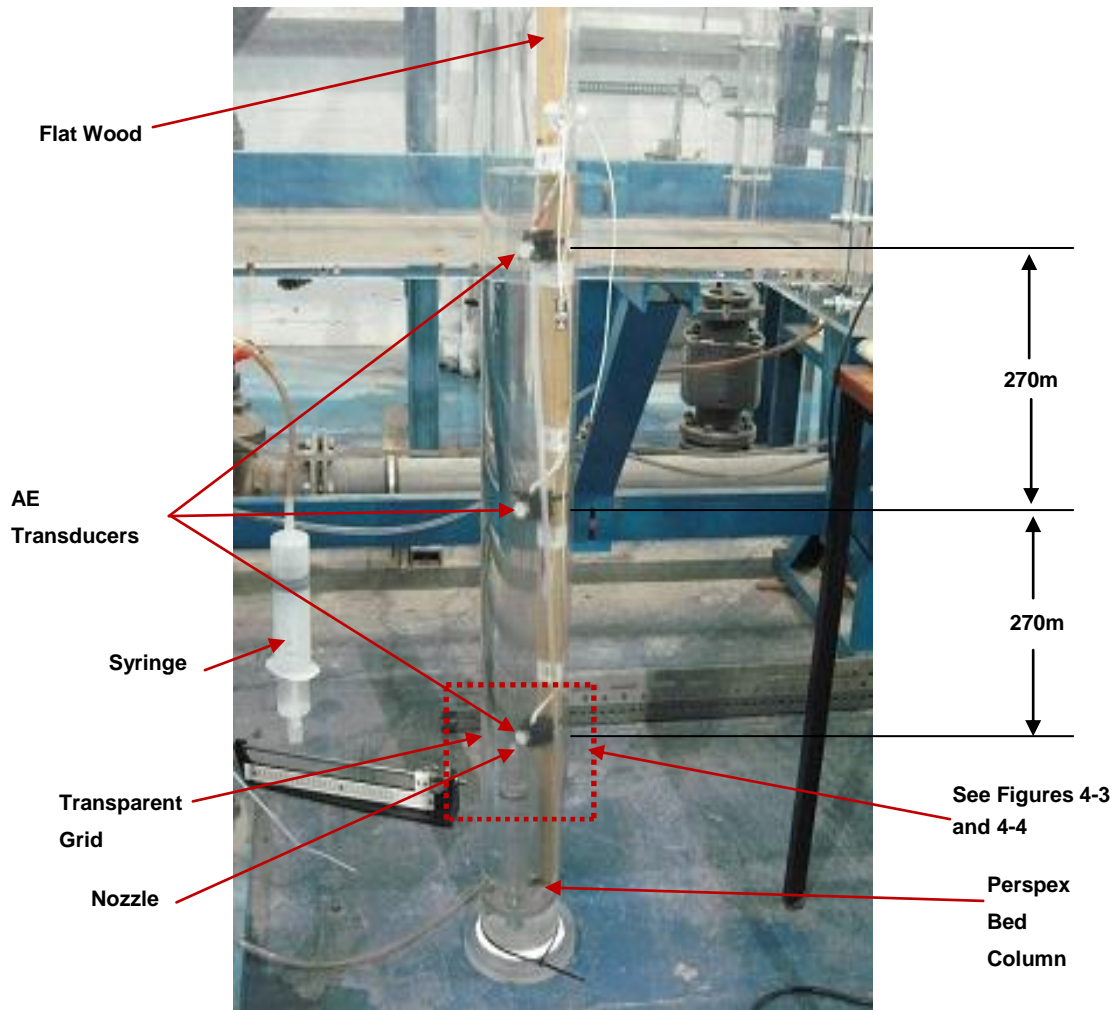 Flat Wood
270m
AE
Transducers
270m
Syringe
Transparent
Grid
See Figures 4-3
and 4-4
Nozzle
Perspex
Bed
Column